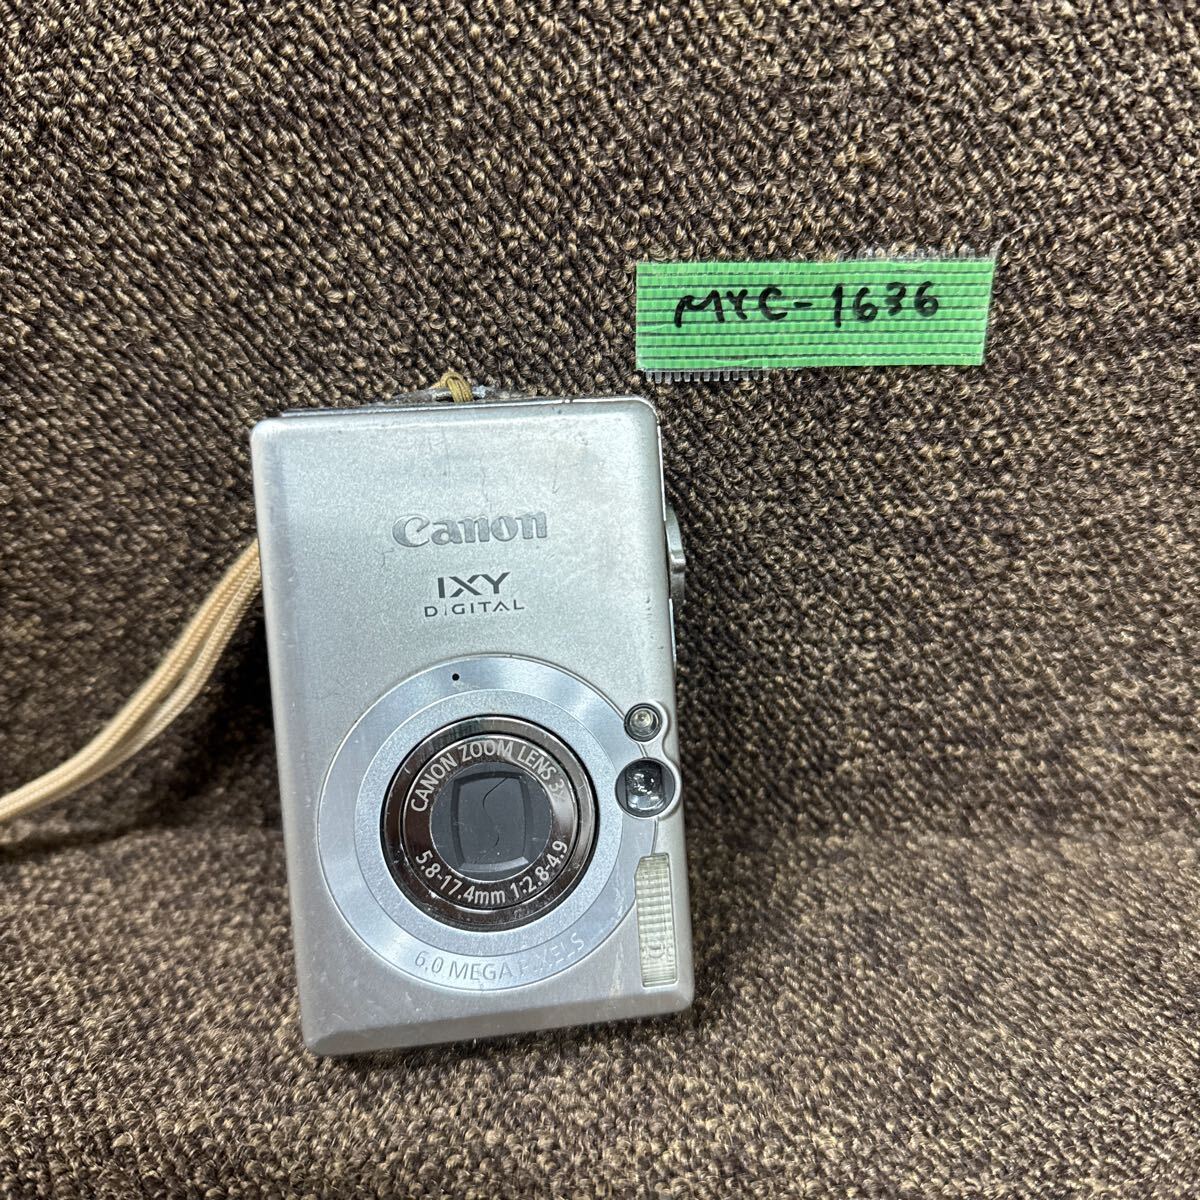 MYC-1636
Canon
IXY
DIGITAL
CANON ZOOM LENS 3x
5.8-17.4mm 1:2.8-4.9
6.0 MEGA PIXELS